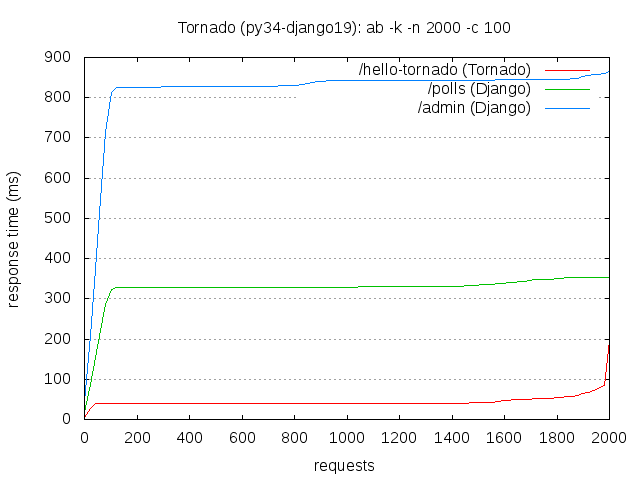 Tornado (py34-django19): ab -k -n 2000 -c 100
/hello-tornado (Tornado)
/polls (Django)
/admin (Django)
response time (ms)
900
800
700
600
500
400
300
200
100
0
0 200 400 600 800 1000 1200 1400 1600 1800 2000
requests